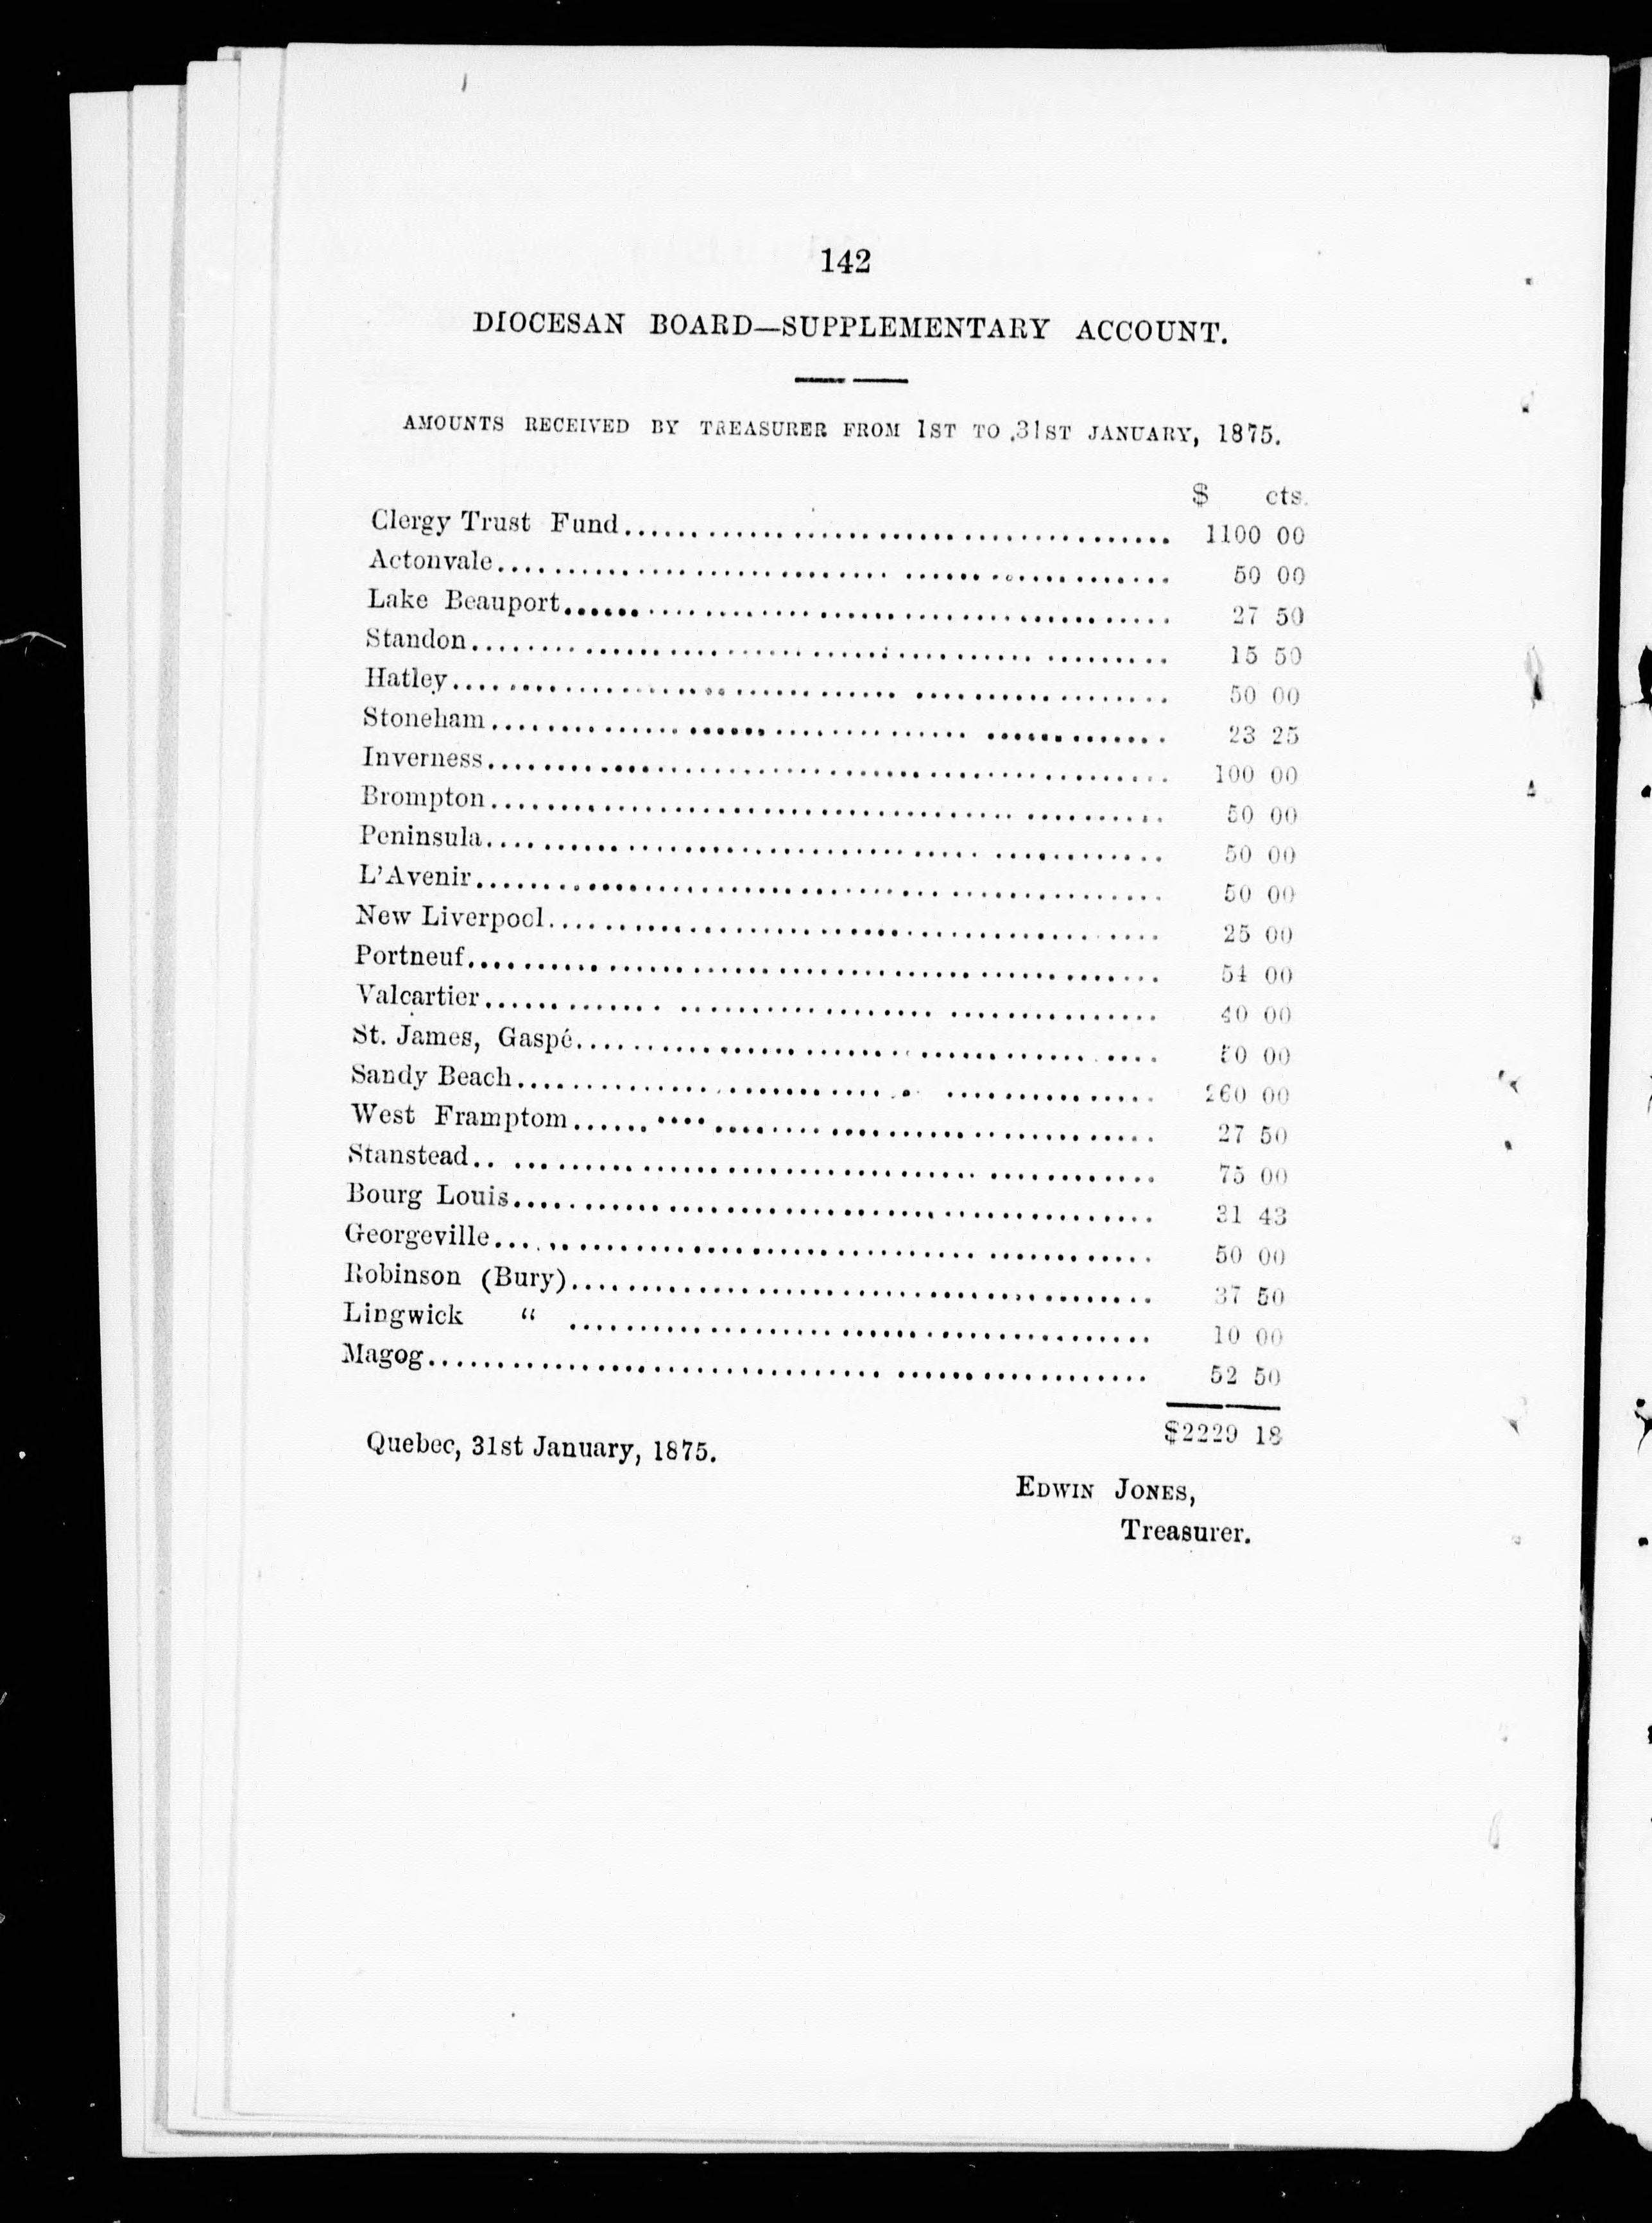 142
DIOCESAN BOARD—SUPPLEMENTARY ACCOUNT.
AMOUNTS RECEIVED BY TREASURER FROM 1ST TO 31ST JANUARY, 1875.
$ cts.
Clergy Trust Fund 1100 00
Actonvale 50 00
Lake Beauport 27 50
Standon 15 50
Hatley 50 00
Stoneham 23 25
Inverness 100 00
Brompton 50 00
Peninsula 50 00
L'Avenir 50 00
New Liverpool 25 00
Portneuf 54 00
Valcartier 40 00
St. James, Gaspé 50 00
Sandy Beach 260 00
West Framptom 27 50
Stanstead 75 00
Bourg Louis 31 43
Georgeville 50 00
Robinson (Bury) 37 50
Lingwick " 10 00
Magog 52 50
$2229 18
Quebec, 31st January, 1875.
EDWIN JONES,
Treasurer.